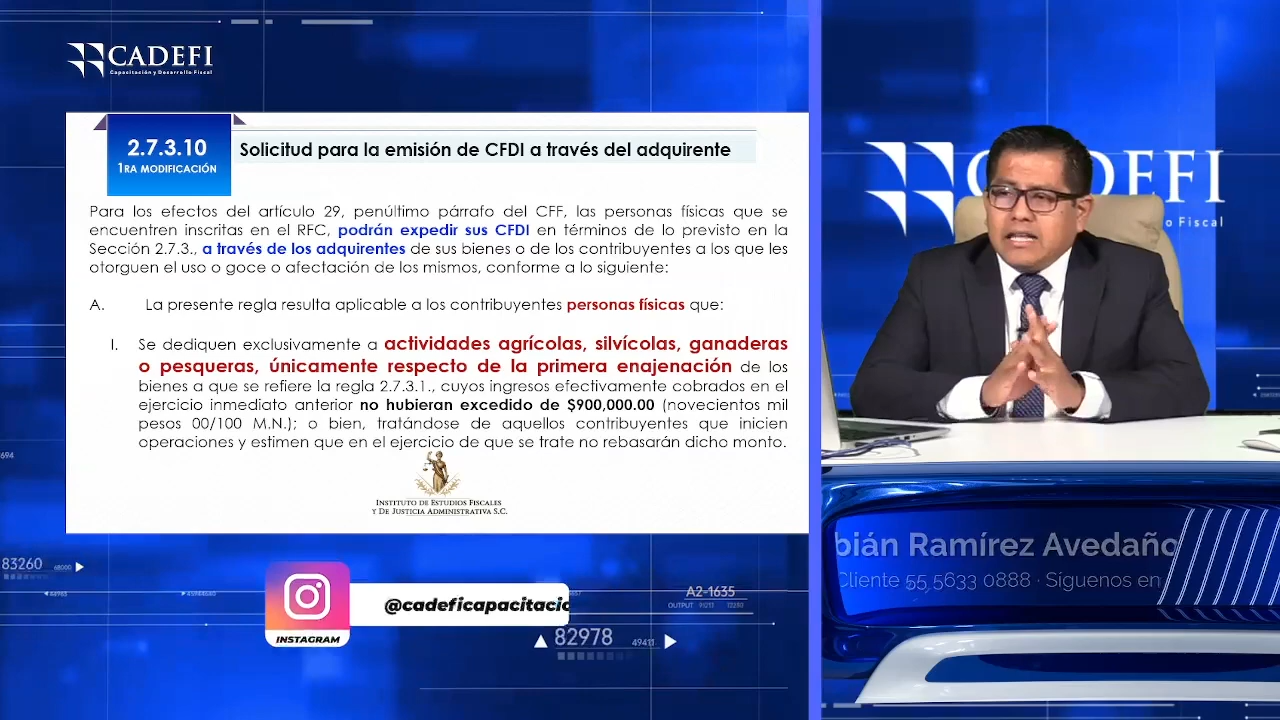 CADEFI
Capacitación y Desarrollo Fiscal
2.7.3.10
1RA MODIFICACIÓN
Solicitud para la emisión de CFDI a través del adquirente
Para los efectos del artículo 29, penúltimo párrafo del CFF, las personas físicas que se
encuentren inscritas en el RFC, podrán expedir sus CFDI en términos de lo previsto en la
Sección 2.7.3., a través de los adquirentes de sus bienes o de los contribuyentes a los que les
otorguen el uso o goce o afectación de los mismos, conforme a lo siguiente:
A. La presente regla resulta aplicable a los contribuyentes personas físicas que:
I. Se dediquen exclusivamente a actividades agrícolas, silvícolas, ganaderas
o pesqueras, únicamente respecto de la primera enajenación de los
bienes a que se refiere la regla 2.7.3.1., cuyos ingresos efectivamente cobrados en el
ejercicio inmediato anterior no hubieran excedido de $900,000.00 (novecientos mil
pesos 00/100 M.N.); o bien, tratándose de aquellos contribuyentes que inicien
operaciones y estimen que en el ejercicio de que se trate no rebasarán dicho monto.
INSTITUTO DE ESTUDIOS FISCALES
Y DE JUSTICIA ADMINISTRATIVA S.C.
INSTAGRAM
@cadeficapacitacio
83260
A2-1635
OUTPUT
82978
49411
CADEFI
o Fiscal
bián Ramírez Avedaño
Cliente 55 5633 0888 · Síguenos en